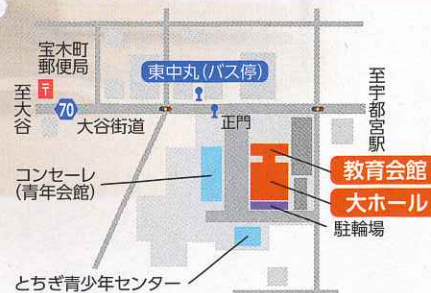 宝木町
郵便局
〒
東中丸(バス停)
至大谷
70
大谷街道
正門
至宇都宮駅
コンセーレ
(青年会館)
教育会館
大ホール
駐輪場
とちぎ青少年センター